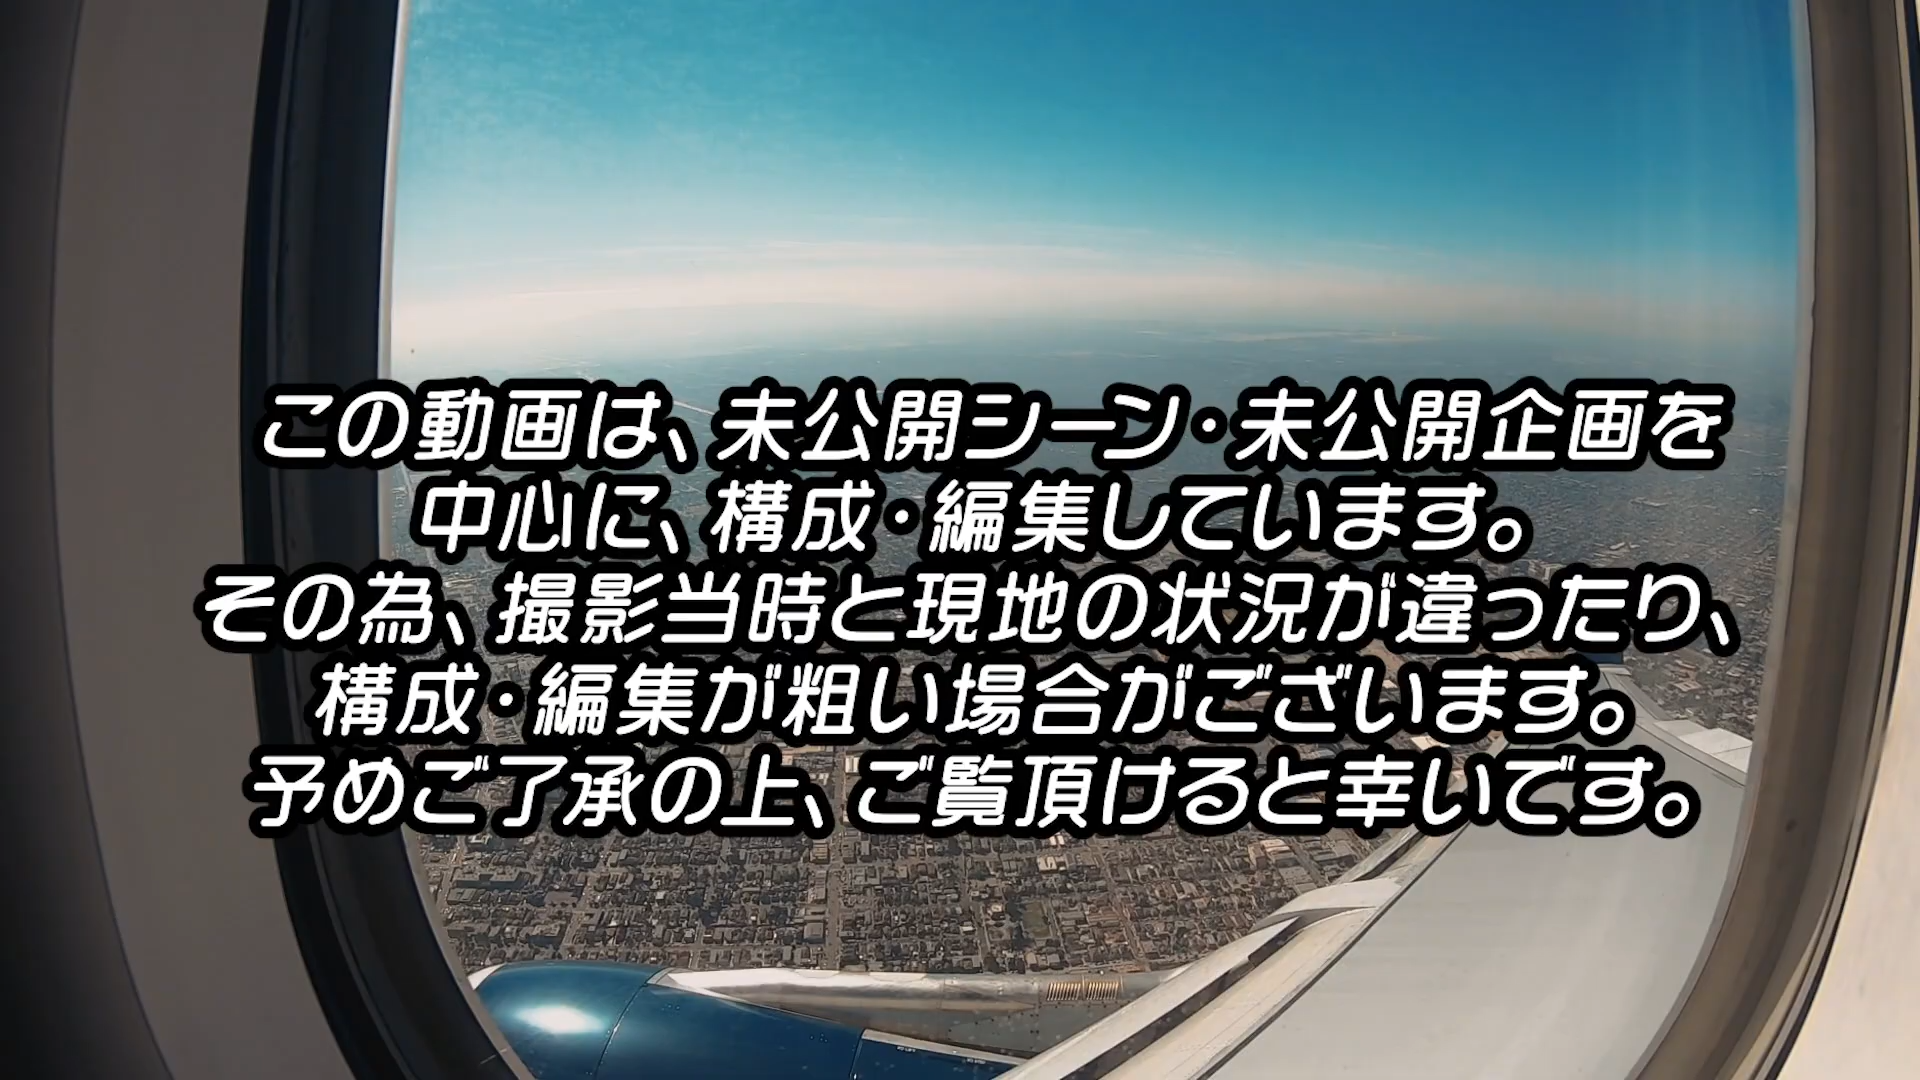 この動画は、未公開シーン・未公開企画を
中心に、構成・編集しています。
その為、撮影当時と現地の状況が違ったり、
構成・編集が粗い場合がございます。
予めご了承の上、ご覧頂けると幸いです。